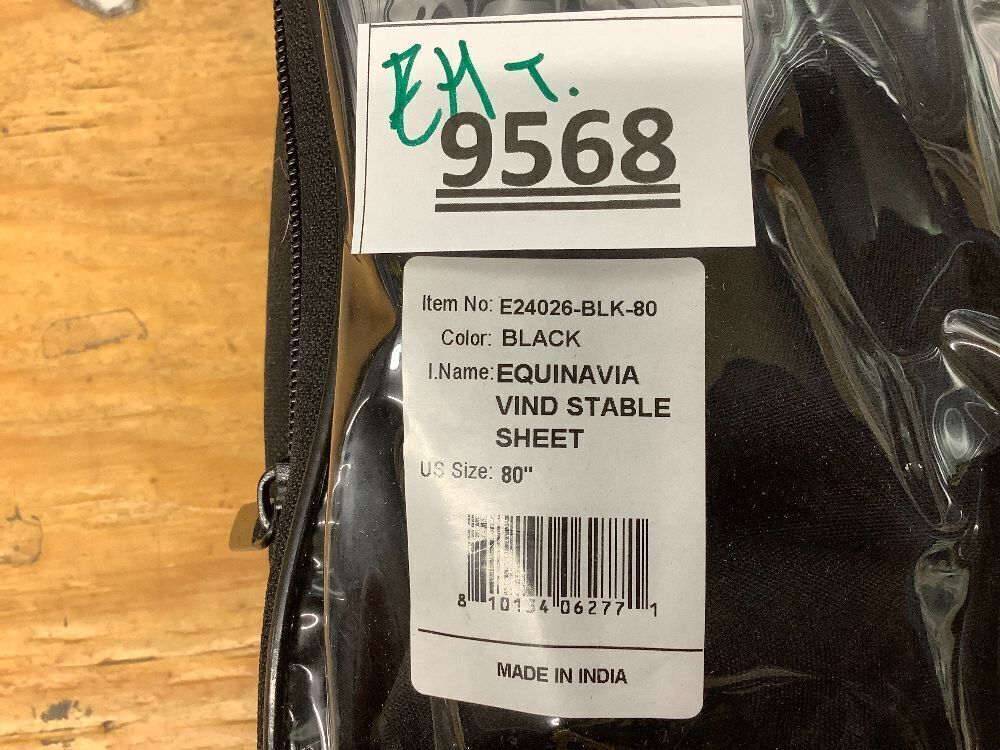 EH T.
9568
Item No: E24026-BLK-80
Color: BLACK
I.Name: EQUINAVIA
VIND STABLE
SHEET
US Size: 80"
8 10134 06277 1
MADE IN INDIA